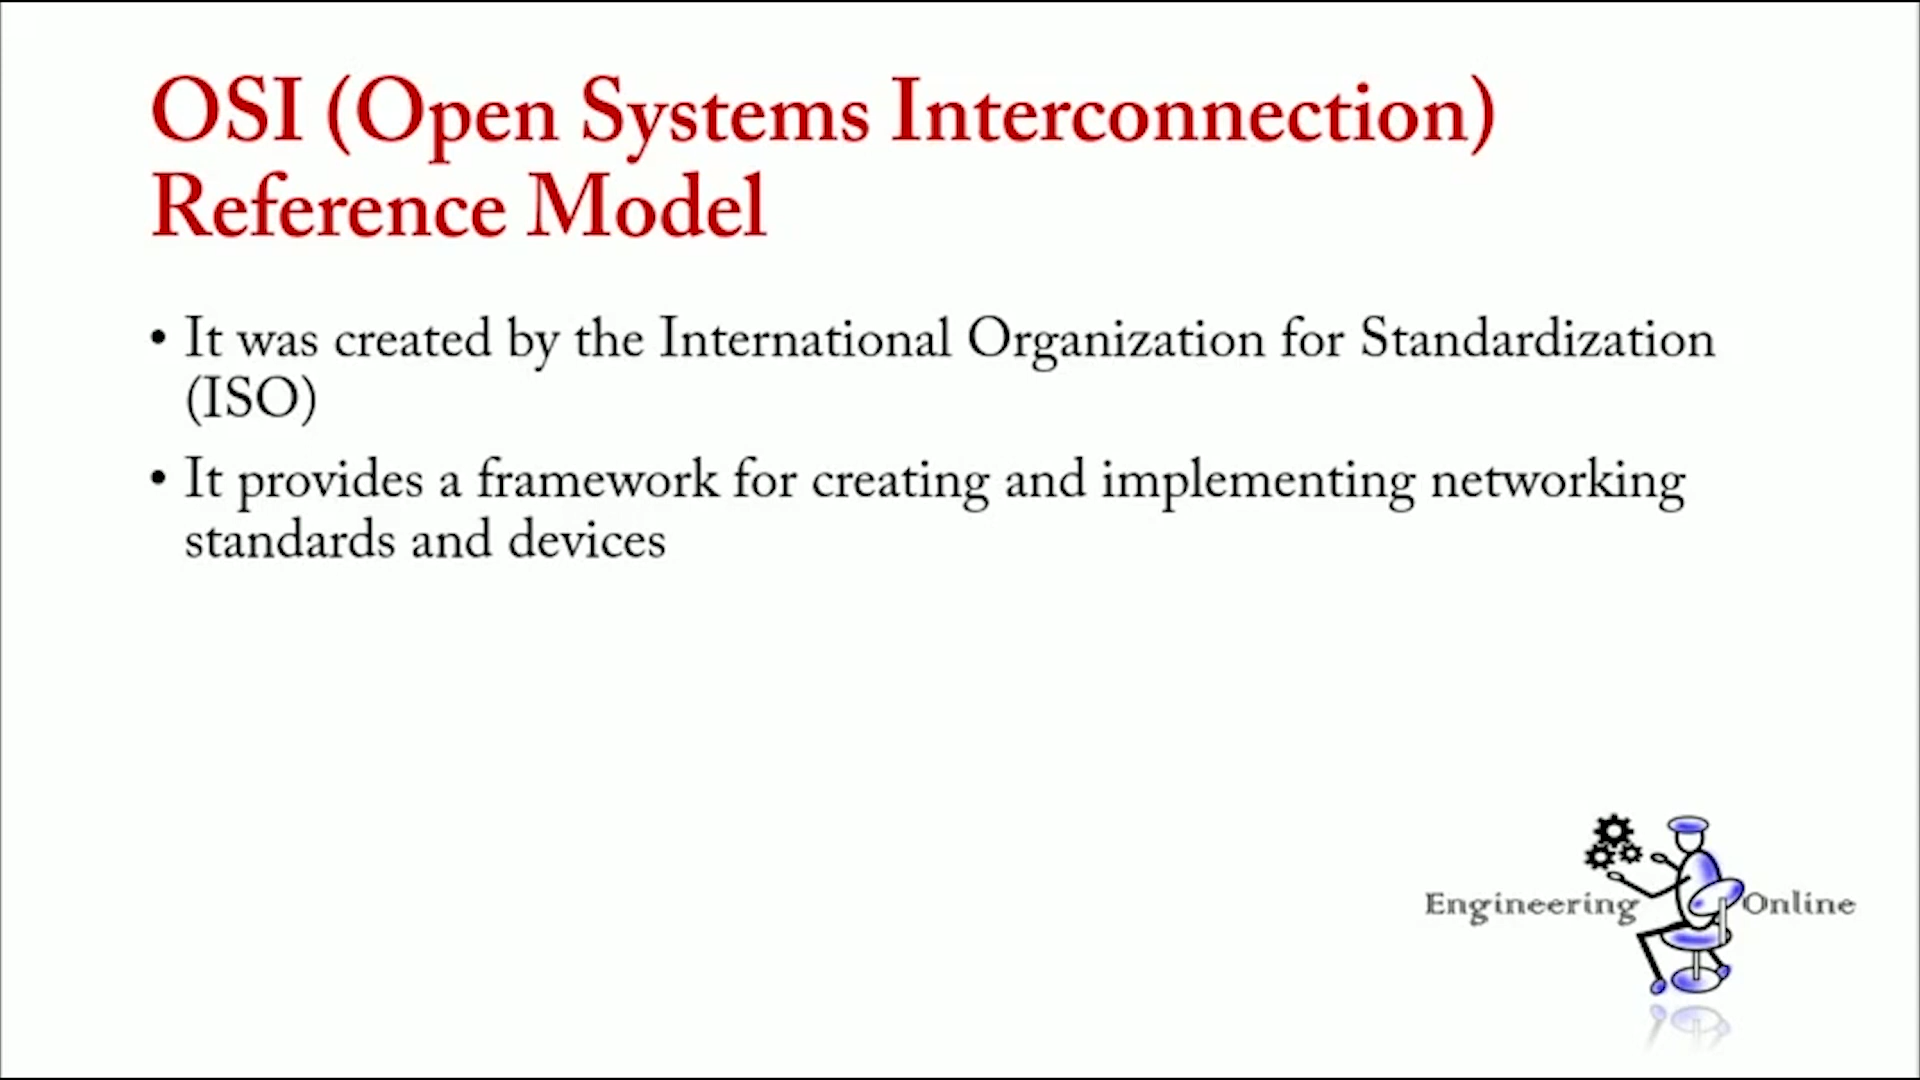 OSI (Open Systems Interconnection)
Reference Model
• It was created by the International Organization for Standardization
(ISO)
• It provides a framework for creating and implementing networking
standards and devices
Engineering Online